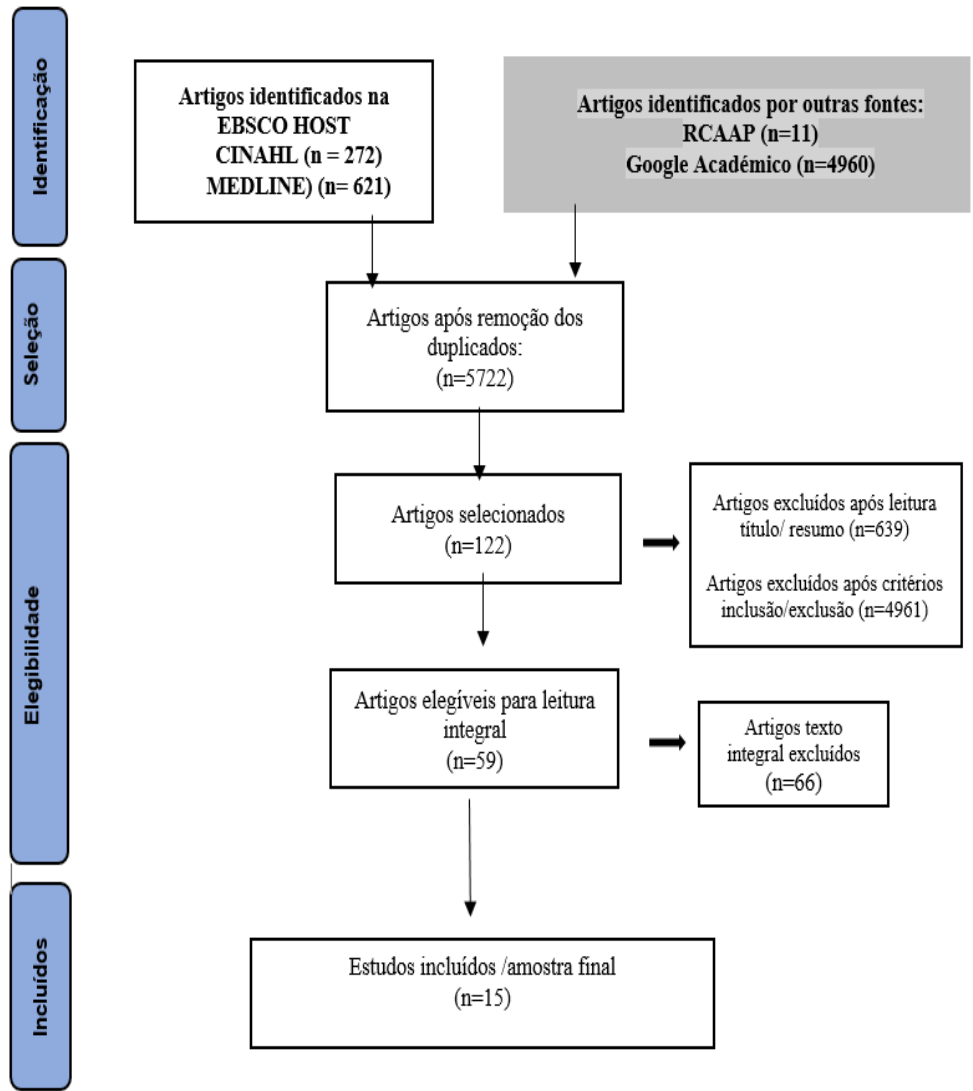 Identificação
Artigos identificados na
EBSCO HOST
CINAHL (n = 272)
MEDLINE) (n= 621)
Artigos identificados por outras fontes:
RCAAP (n=11)
Google Académico (n=4960)
Seleção
Artigos após remoção dos
duplicados:
(n=5722)
Elegibilidade
Artigos selecionados
(n=122)
Artigos excluídos após leitura
título/ resumo (n=639)
Artigos excluídos após critérios
inclusão/exclusão (n=4961)
Artigos elegíveis para leitura
integral
(n=59)
Artigos texto
integral excluídos
(n=66)
Incluídos
Estudos incluídos /amostra final
(n=15)